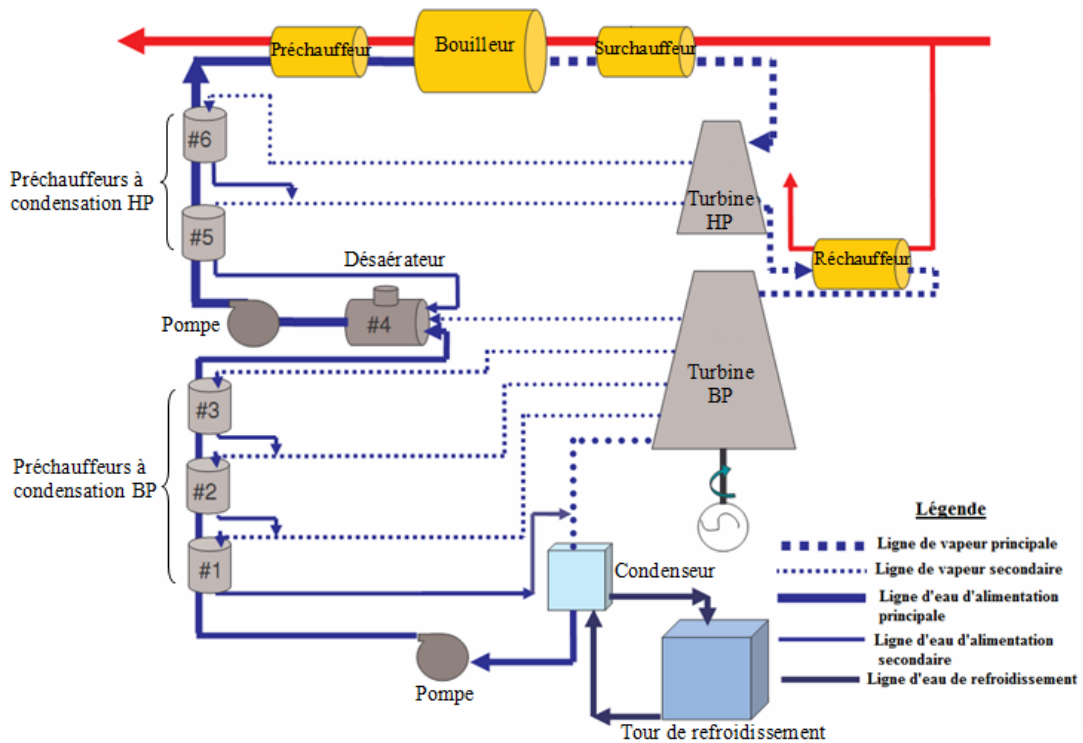 Préchauffeur
Bouilleur
Surchauffeur
#6
Préchauffeurs à
condensation HP
#5
Turbine
HP
Réchauffeur
Désaérateur
#4
Pompe
Turbine
BP
#3
Préchauffeurs à
condensation BP
#2
#1
Condenseur
Pompe
Tour de refroidissement
Légende
Ligne de vapeur principale
Ligne de vapeur secondaire
Ligne d'eau d'alimentation
principale
Ligne d'eau d'alimentation
secondaire
Ligne d'eau de refroidissement